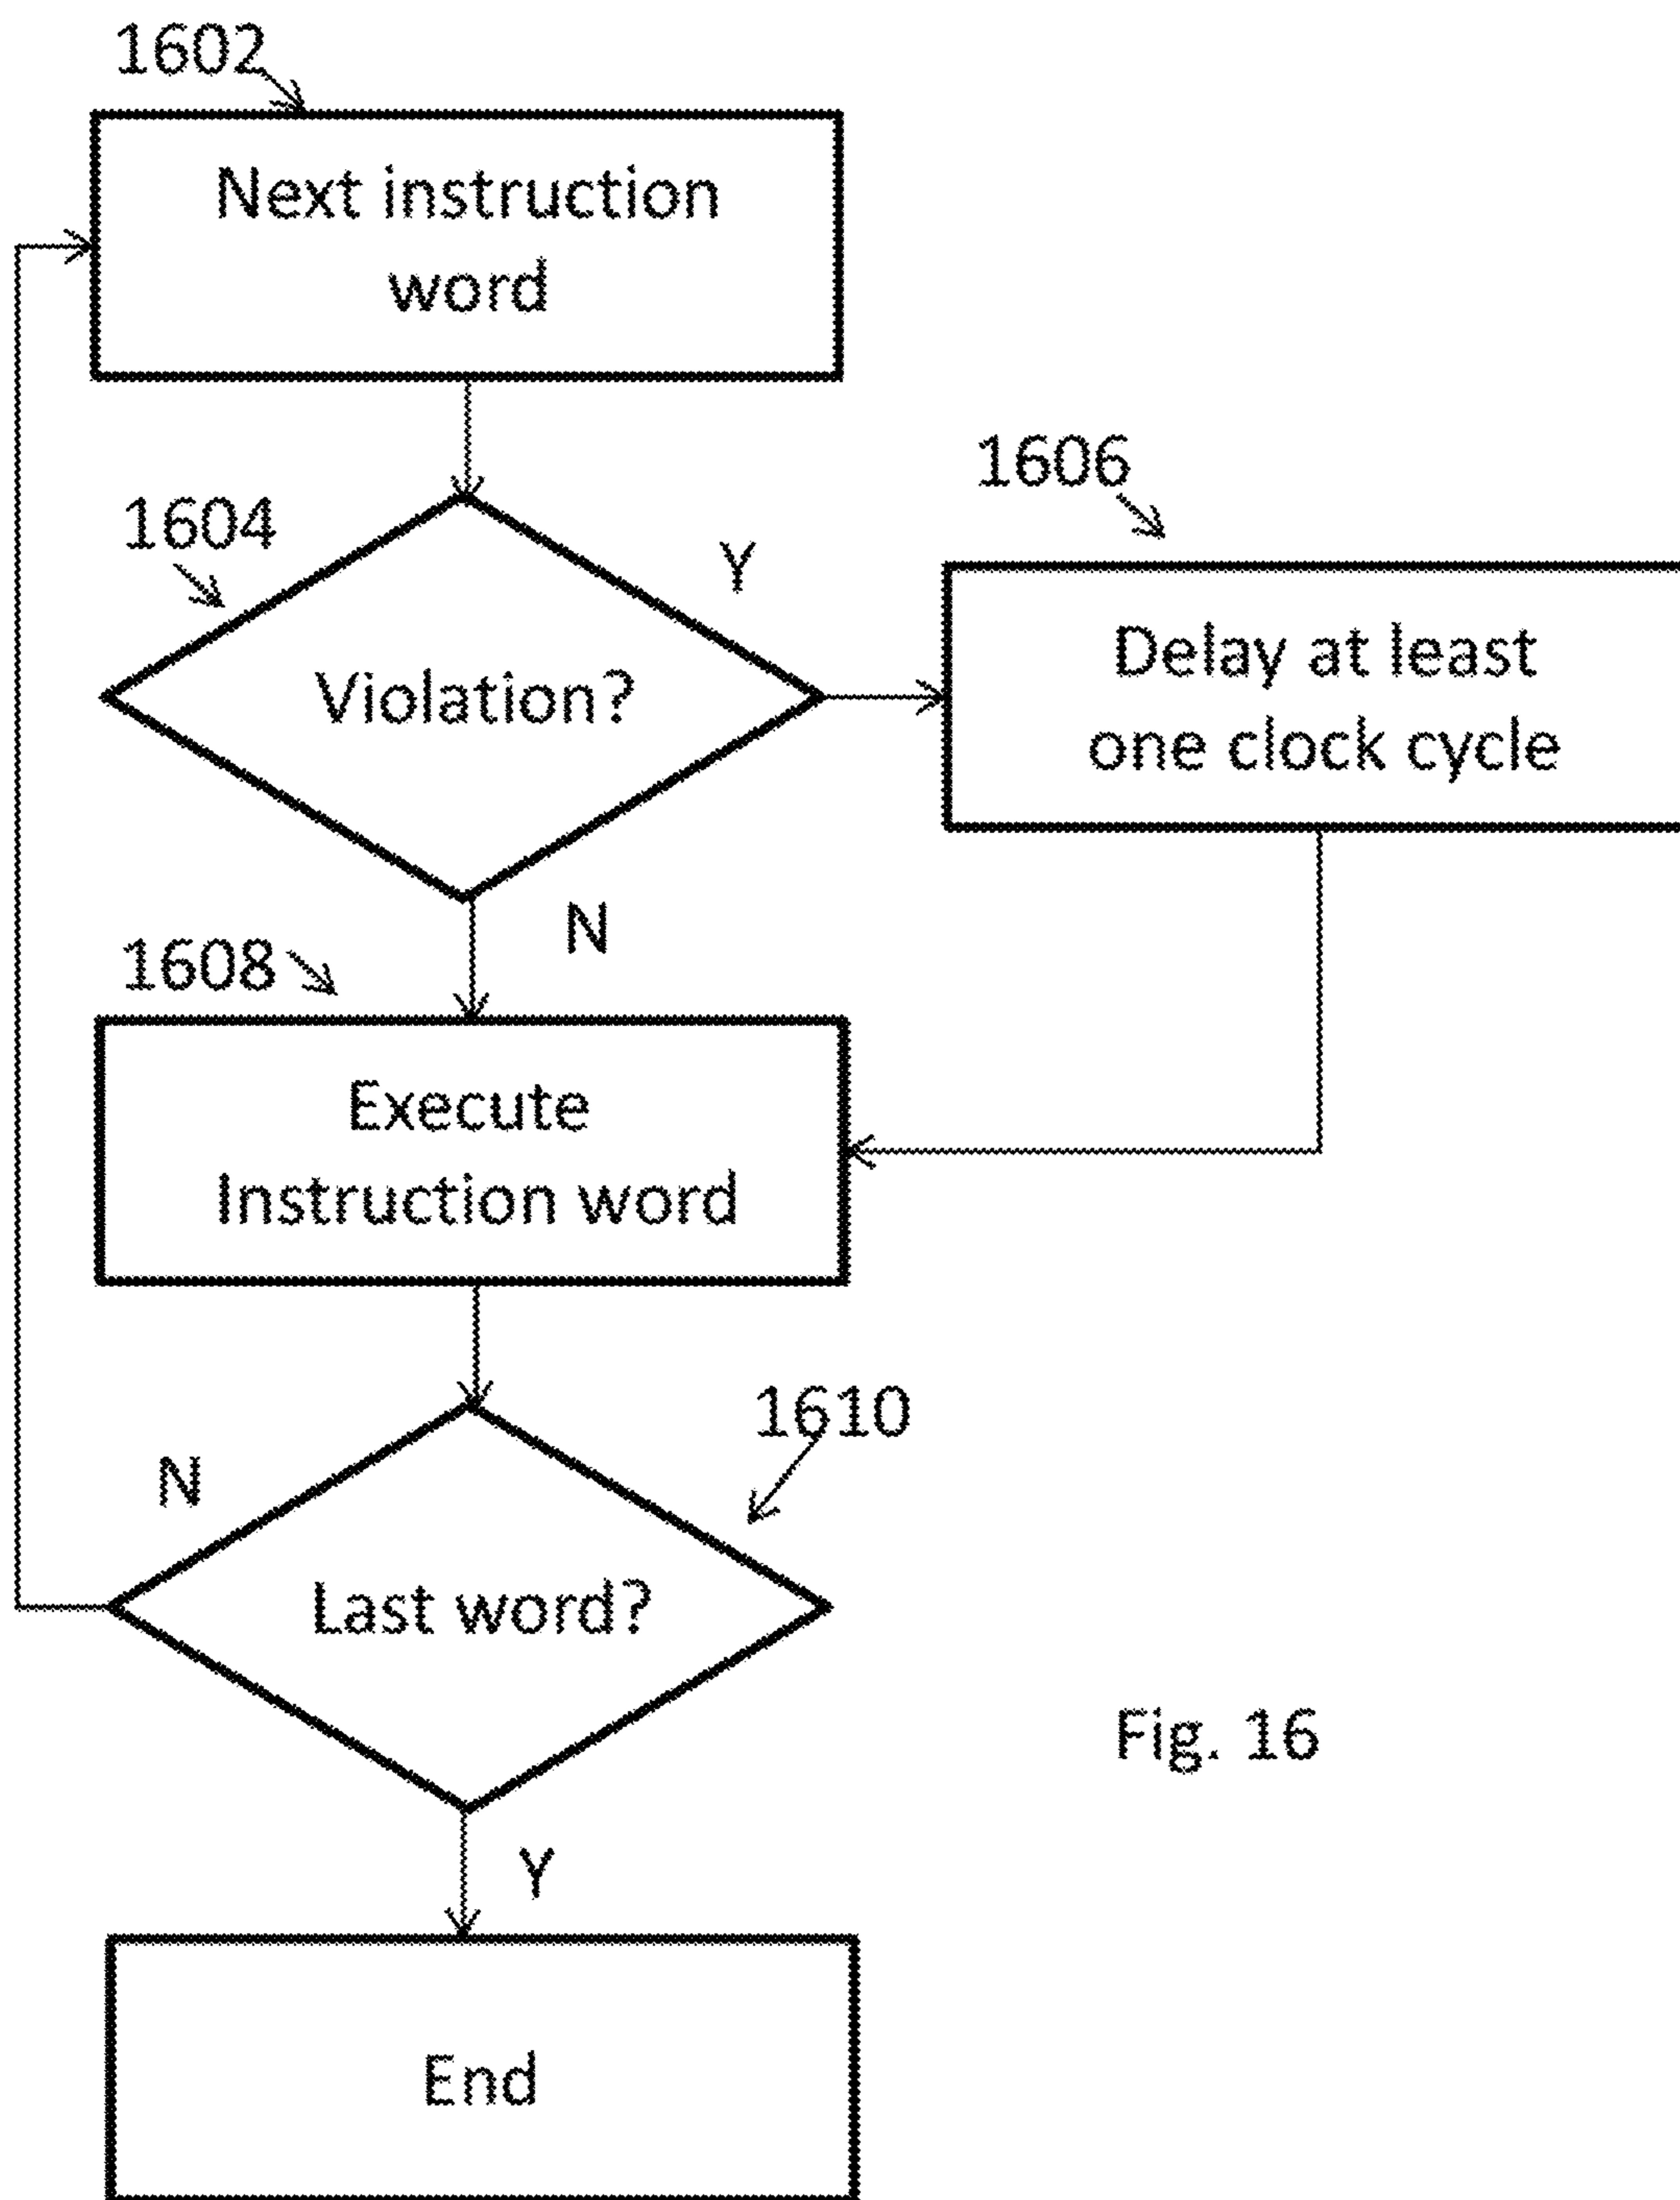 1602
Next instruction
word
1604
Violation?
Y
1606
Delay at least
one clock cycle
N
1608
Execute
Instruction word
1610
N
Last word?
Y
Fig. 16
End